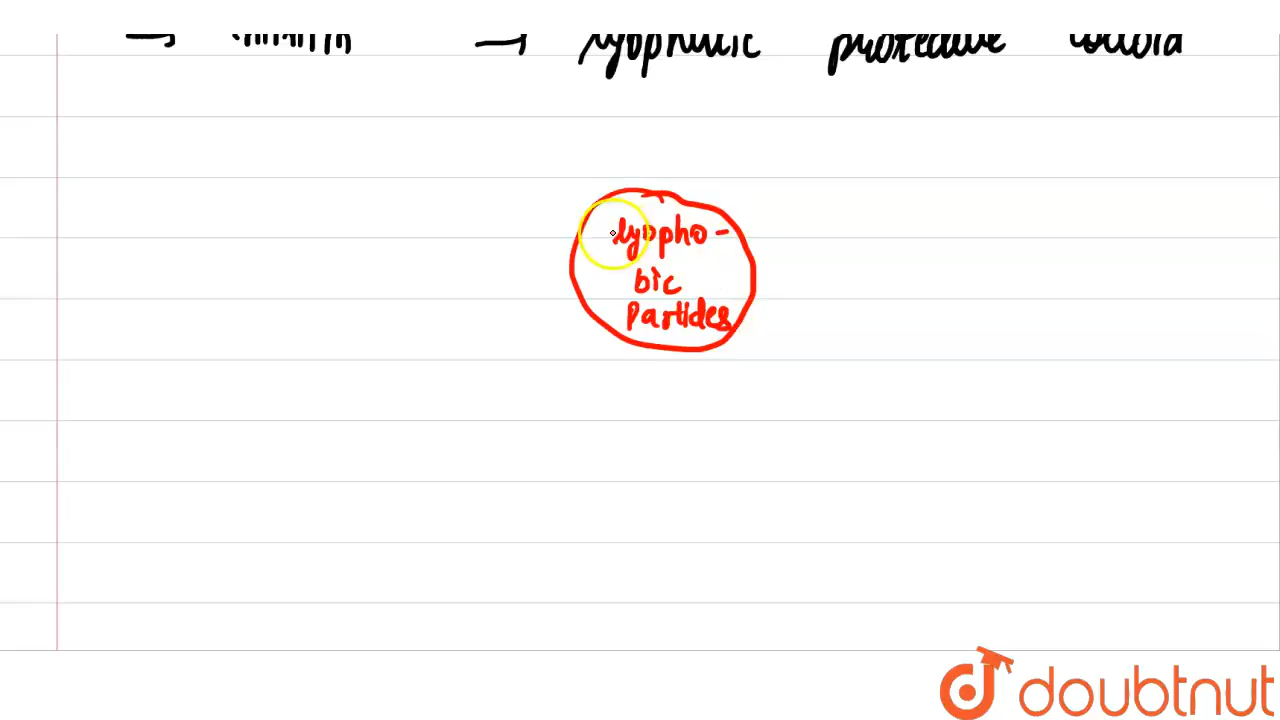 lyophilic protective colloid
lyopho -
bic
Particles
doubtnut